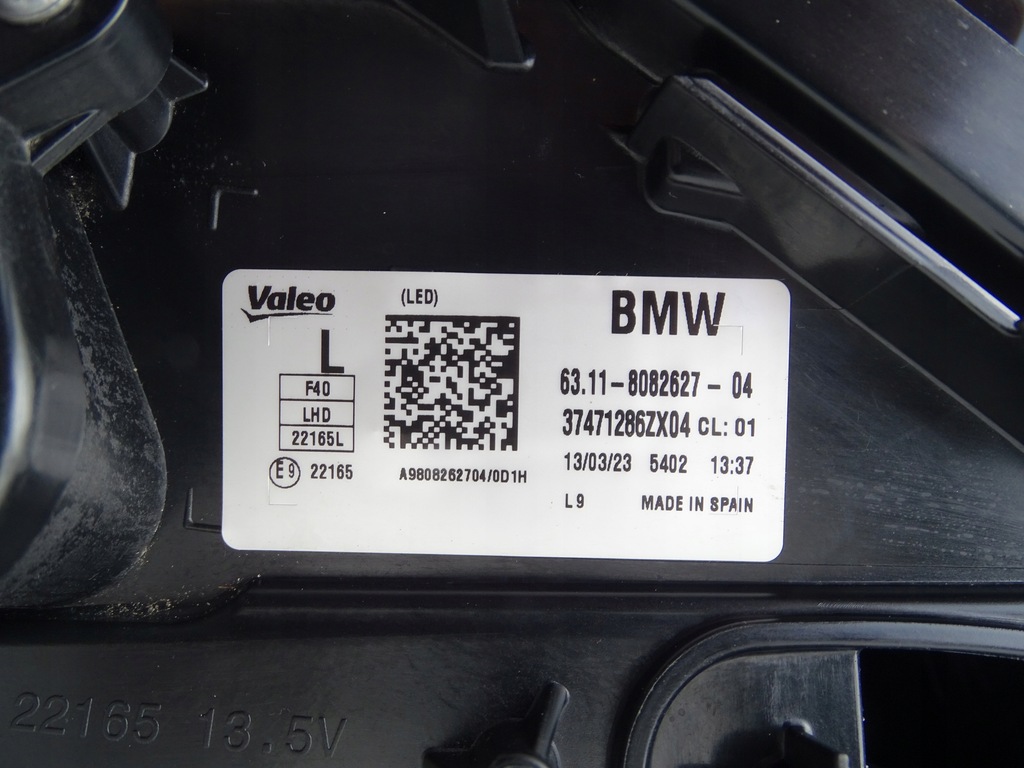 Valeo
(LED)
BMW
L
F40
LHD
22165L
E9 22165
A9808262704/0D1H
63.11-8082627-04
37471286ZX04 CL: 01
13/03/23 5402 13:37
L9 MADE IN SPAIN
22165 13.5V